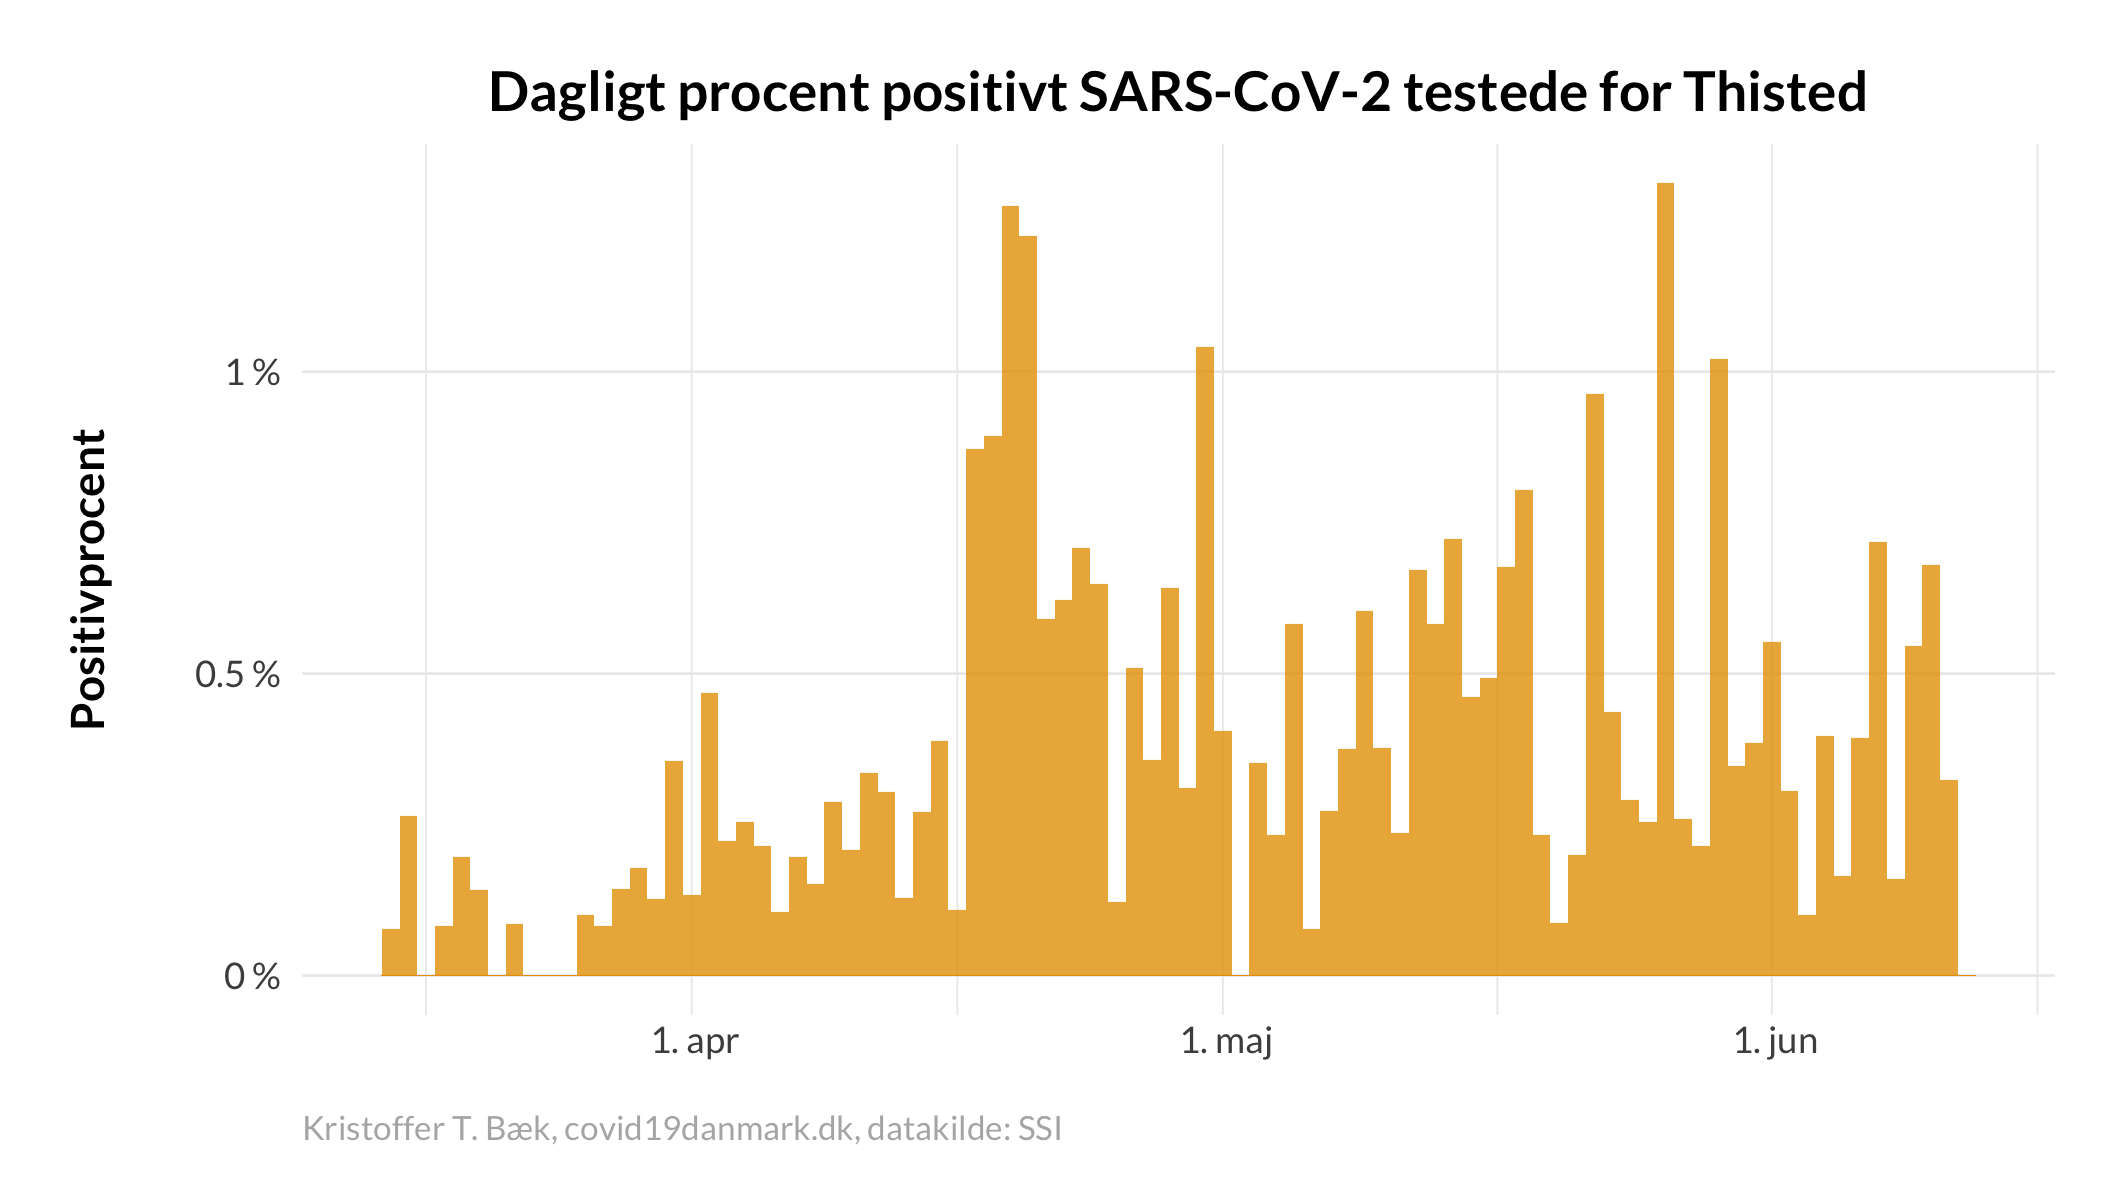 Dagligt procent positivt SARS-CoV-2 testede for Thisted
Positivprocent
1 %
0.5 %
0 %
1. apr
1. maj
1. jun
Kristoffer T. Bæk, covid19danmark.dk, datakilde: SSI